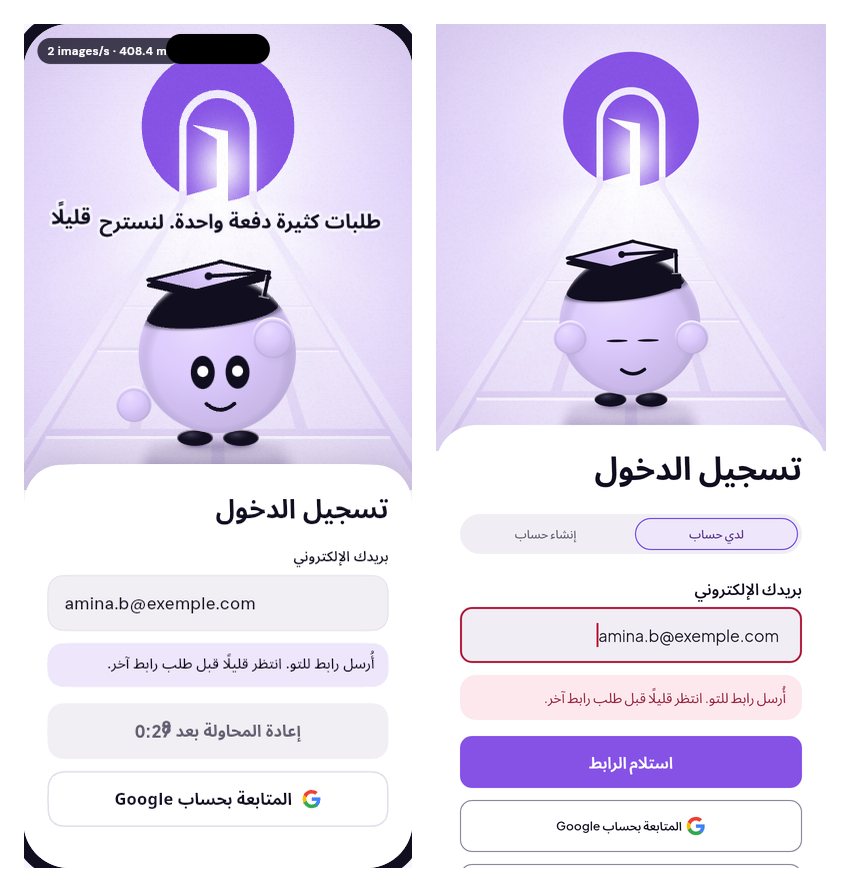 2 images/s · 408.4 m
طلبات كثيرة دفعة واحدة. لنسترح قليلًا
تسجيل الدخول
بريدك الإلكتروني
amina.b@exemple.com
أُرسل رابط للتو. انتظر قليلًا قبل طلب رابط آخر.
إعادة المحاولة بعد
المتابعة بحساب Google
تسجيل الدخول
لدي حساب
إنشاء حساب
بريدك الإلكتروني
amina.b@exemple.com
أُرسل رابط للتو. انتظر قليلًا قبل طلب رابط آخر.
استلام الرابط
المتابعة بحساب Google